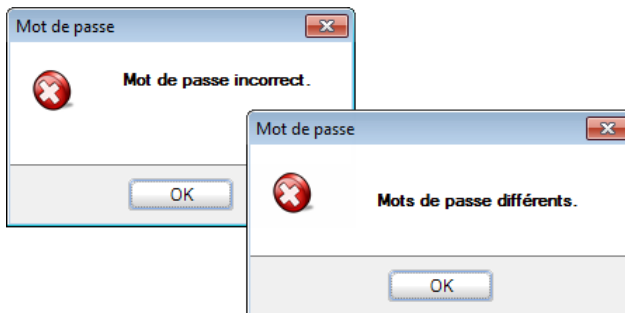 Mot de passe
Mot de passe incorrect.
OK
Mot de passe
Mots de passe différents.
OK